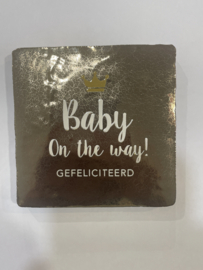 Baby
On the way!
GEFELICITEERD